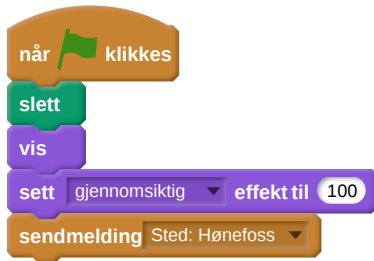 når klikkes
slett
vis
sett gjennomsiktig effekt til 100
sendmelding Sted: Hønefoss